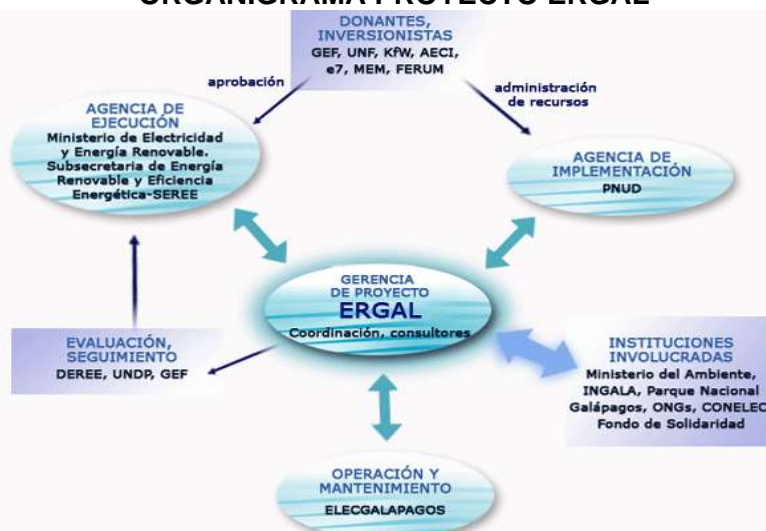 ORGANIGRAMA PROYECTO ERGAL
DONANTES,
INVERSIONISTAS
GEF, UNF, KfW, AECI,
e7, MEM, FERUM
aprobación
administración
de recursos
AGENCIA DE
EJECUCIÓN
Ministerio de Electricidad
y Energía Renovable.
Subsecretaria de Energía
Renovable y Eficiencia
Energética-SEREE
AGENCIA DE
IMPLEMENTACIÓN
PNUD
GERENCIA
DE PROYECTO
ERGAL
Coordinación, consultores
EVALUACIÓN,
SEGUIMIENTO
DEREE, UNDP, GEF
INSTITUCIONES
INVOLUCRADAS
Ministerio del Ambiente,
INGALA, Parque Nacional
Galápagos, ONGs, CONELEC
Fondo de Solidaridad
OPERACIÓN Y
MANTENIMIENTO
ELECGALAPAGOS